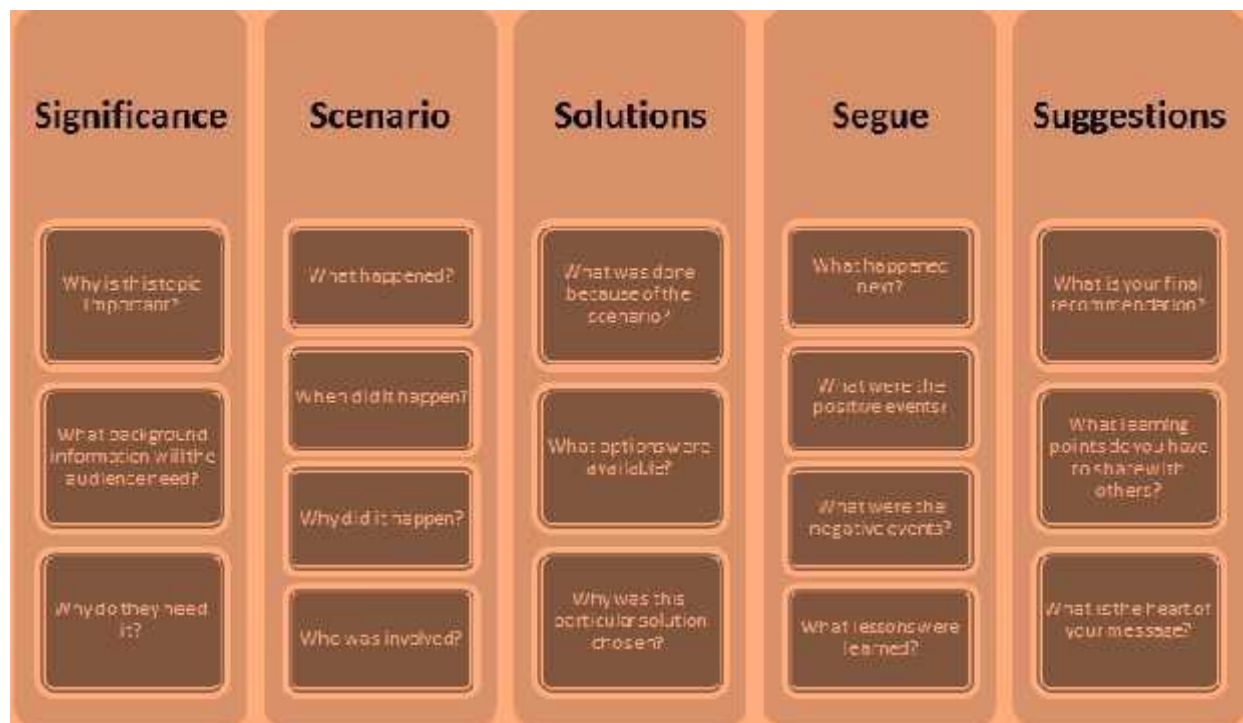 Significance
Why is this topic
important?
What background
information will the
audience need?
Why do they need
it?
Scenario
What happened?
When did it happen?
Why did it happen?
Who was involved?
Solutions
What was done
because of the
scenario?
What options were
available?
Why was this
particular solution
chosen?
Segue
What happened
next?
What were the
positive events?
What were the
negative events?
What lessons were
learned?
Suggestions
What is your final
recommendation?
What learning
points do you have
to share with
others?
What is the heart of
your message?